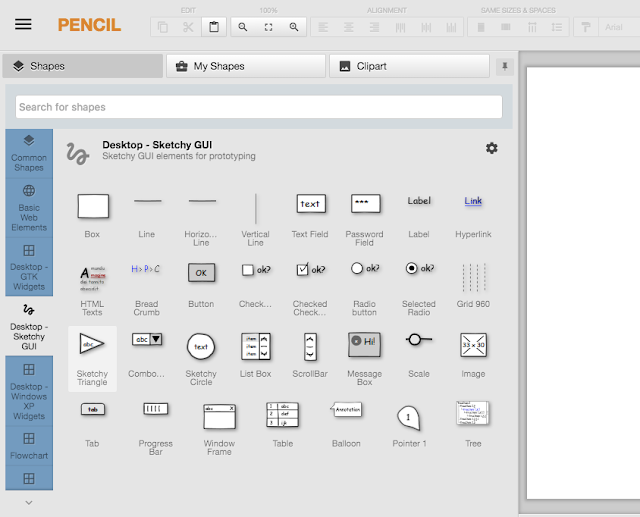 EDIT 100% ALIGNMENT SAME SIZES & SPACES
PENCIL
Arial
Shapes My Shapes Clipart
Search for shapes
Common
Shapes
Basic
Web
Elements
Desktop -
GTK
Widgets
Desktop -
Sketchy
GUI
Desktop -
Windows
XP
Widgets
Flowchart
Desktop - Sketchy GUI
Sketchy GUI elements for prototyping
text *** Label Link
Box Line Horizo... Line Vertical Line Text Field Password Field Label Hyperlink
H>P>C OK ok? ok? ok? ok?
HTML Texts Bread Crumb Button Check... Checked Check... Radio button Selected Radio Grid 960
abc abc text Hi! 33 x 30
Sketchy Triangle Combo... Sketchy Circle List Box ScrollBar Message Box Scale Image
tab abc X 1 abc Annotation 1
2 def
3
Tab Progress Bar Window Frame Table Balloon Pointer 1 Tree